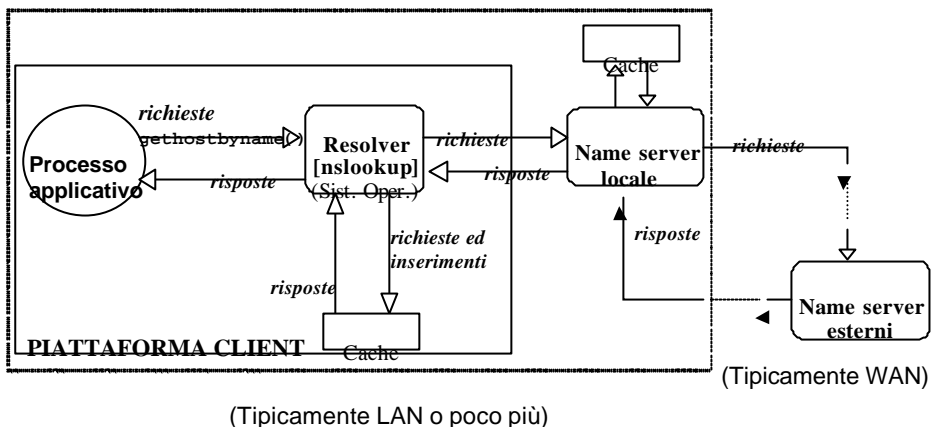 Cache
richieste
gethostbyname()
Processo
applicativo
risposte
Resolver
[nslookup]
(Sist. Oper.)
richieste
risposte
Name server
locale
richieste
risposte
richieste ed
inserimenti
risposte
Cache
PIATTAFORMA CLIENT
Name server
esterni
(Tipicamente WAN)
(Tipicamente LAN o poco più)